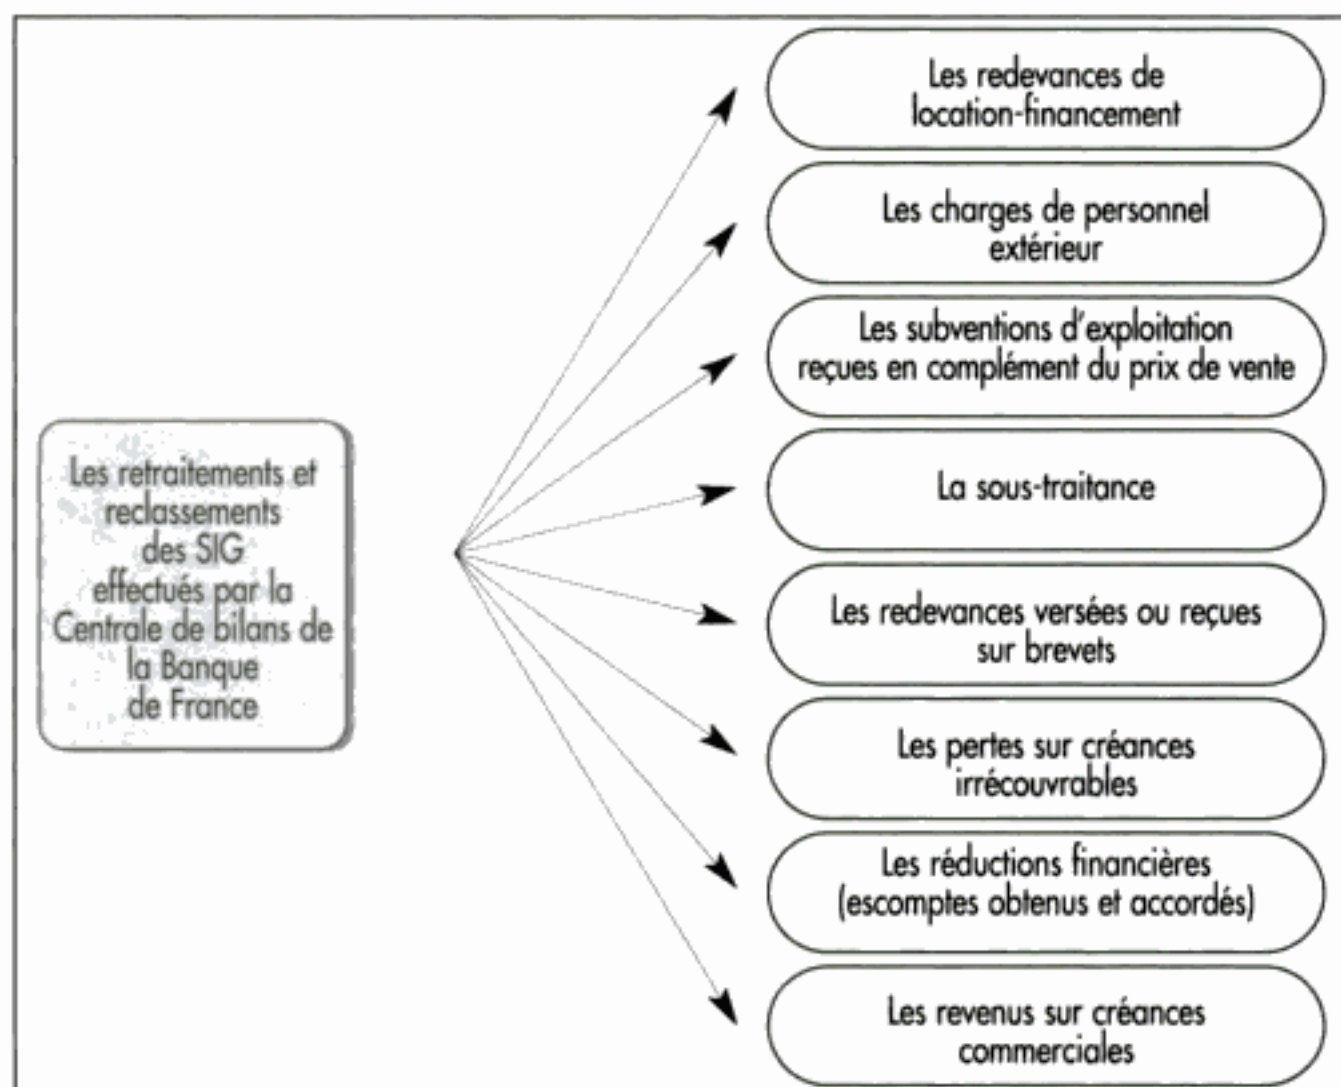 Les retraitements et
reclassements
des SIG
effectués par la
Centrale de bilans de
la Banque
de France
Les redevances de
location-financement
Les charges de personnel
extérieur
Les subventions d'exploitation
reçues en complément du prix de vente
La sous-traitance
Les redevances versées ou reçues
sur brevets
Les pertes sur créances
irrécouvrables
Les réductions financières
(escomptes obtenus et accordés)
Les revenus sur créances
commerciales